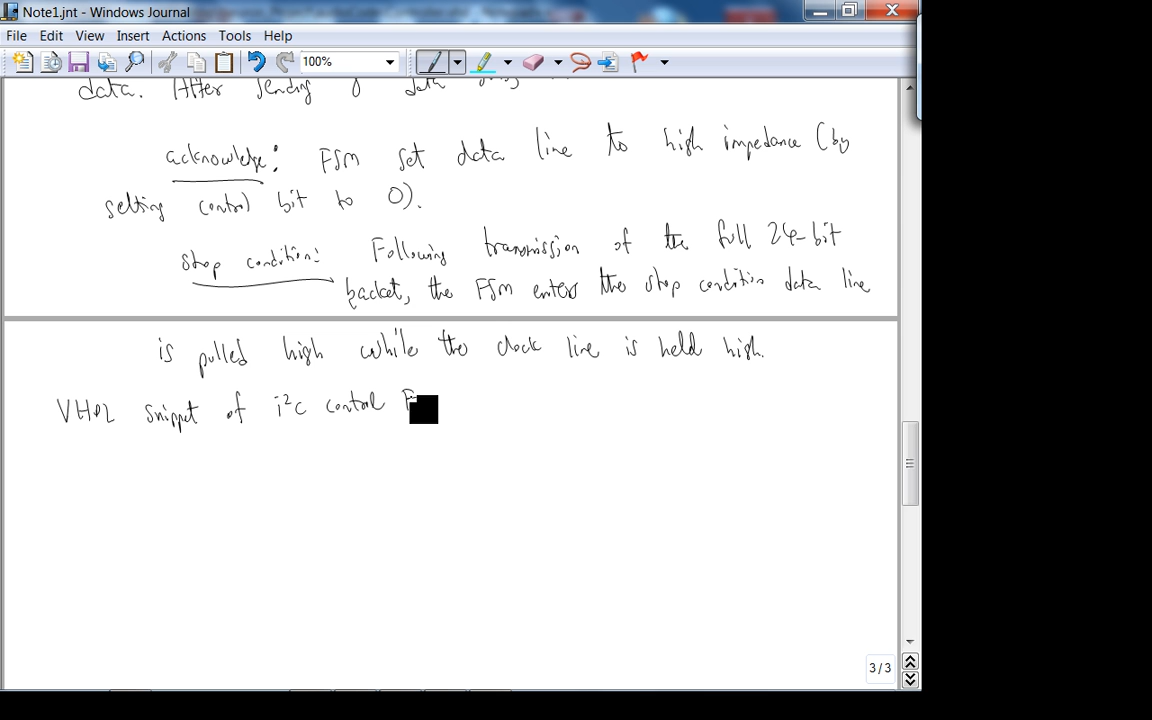 Note1.jnt - Windows Journal
File Edit View Insert Actions Tools Help
100%
data. After sending 8 data
acknowledge: FSM set data line to high impedance (by
setting control bit to 0).
Stop condition: Following transmission of the full 24-bit
packet, the FSM enters the stop condition data line
is pulled high while the clock line is held high.
VHDL snippet of i²c control F
3/3